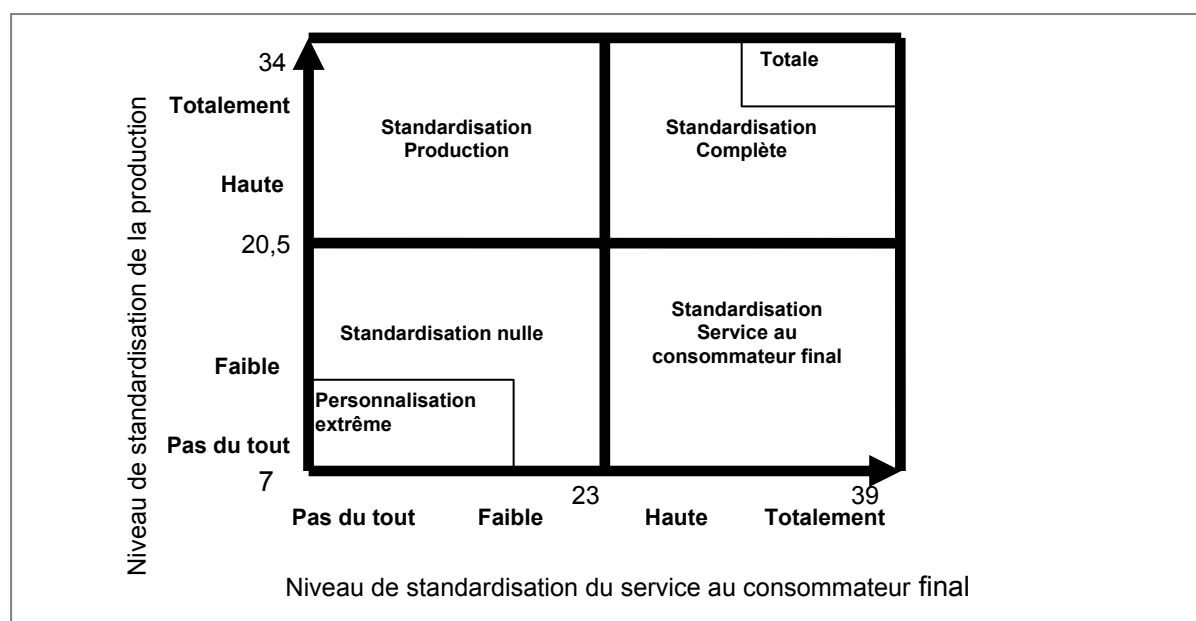 Niveau de standardisation de la production
34
Totalement
Haute
20,5
Faible
Pas du tout
7
Standardisation
Production
Totale
Standardisation
Complète
Standardisation nulle
Personnalisation
extrême
Standardisation
Service au
consommateur final
23
39
Pas du tout
Faible
Haute
Totalement
Niveau de standardisation du service au consommateur final